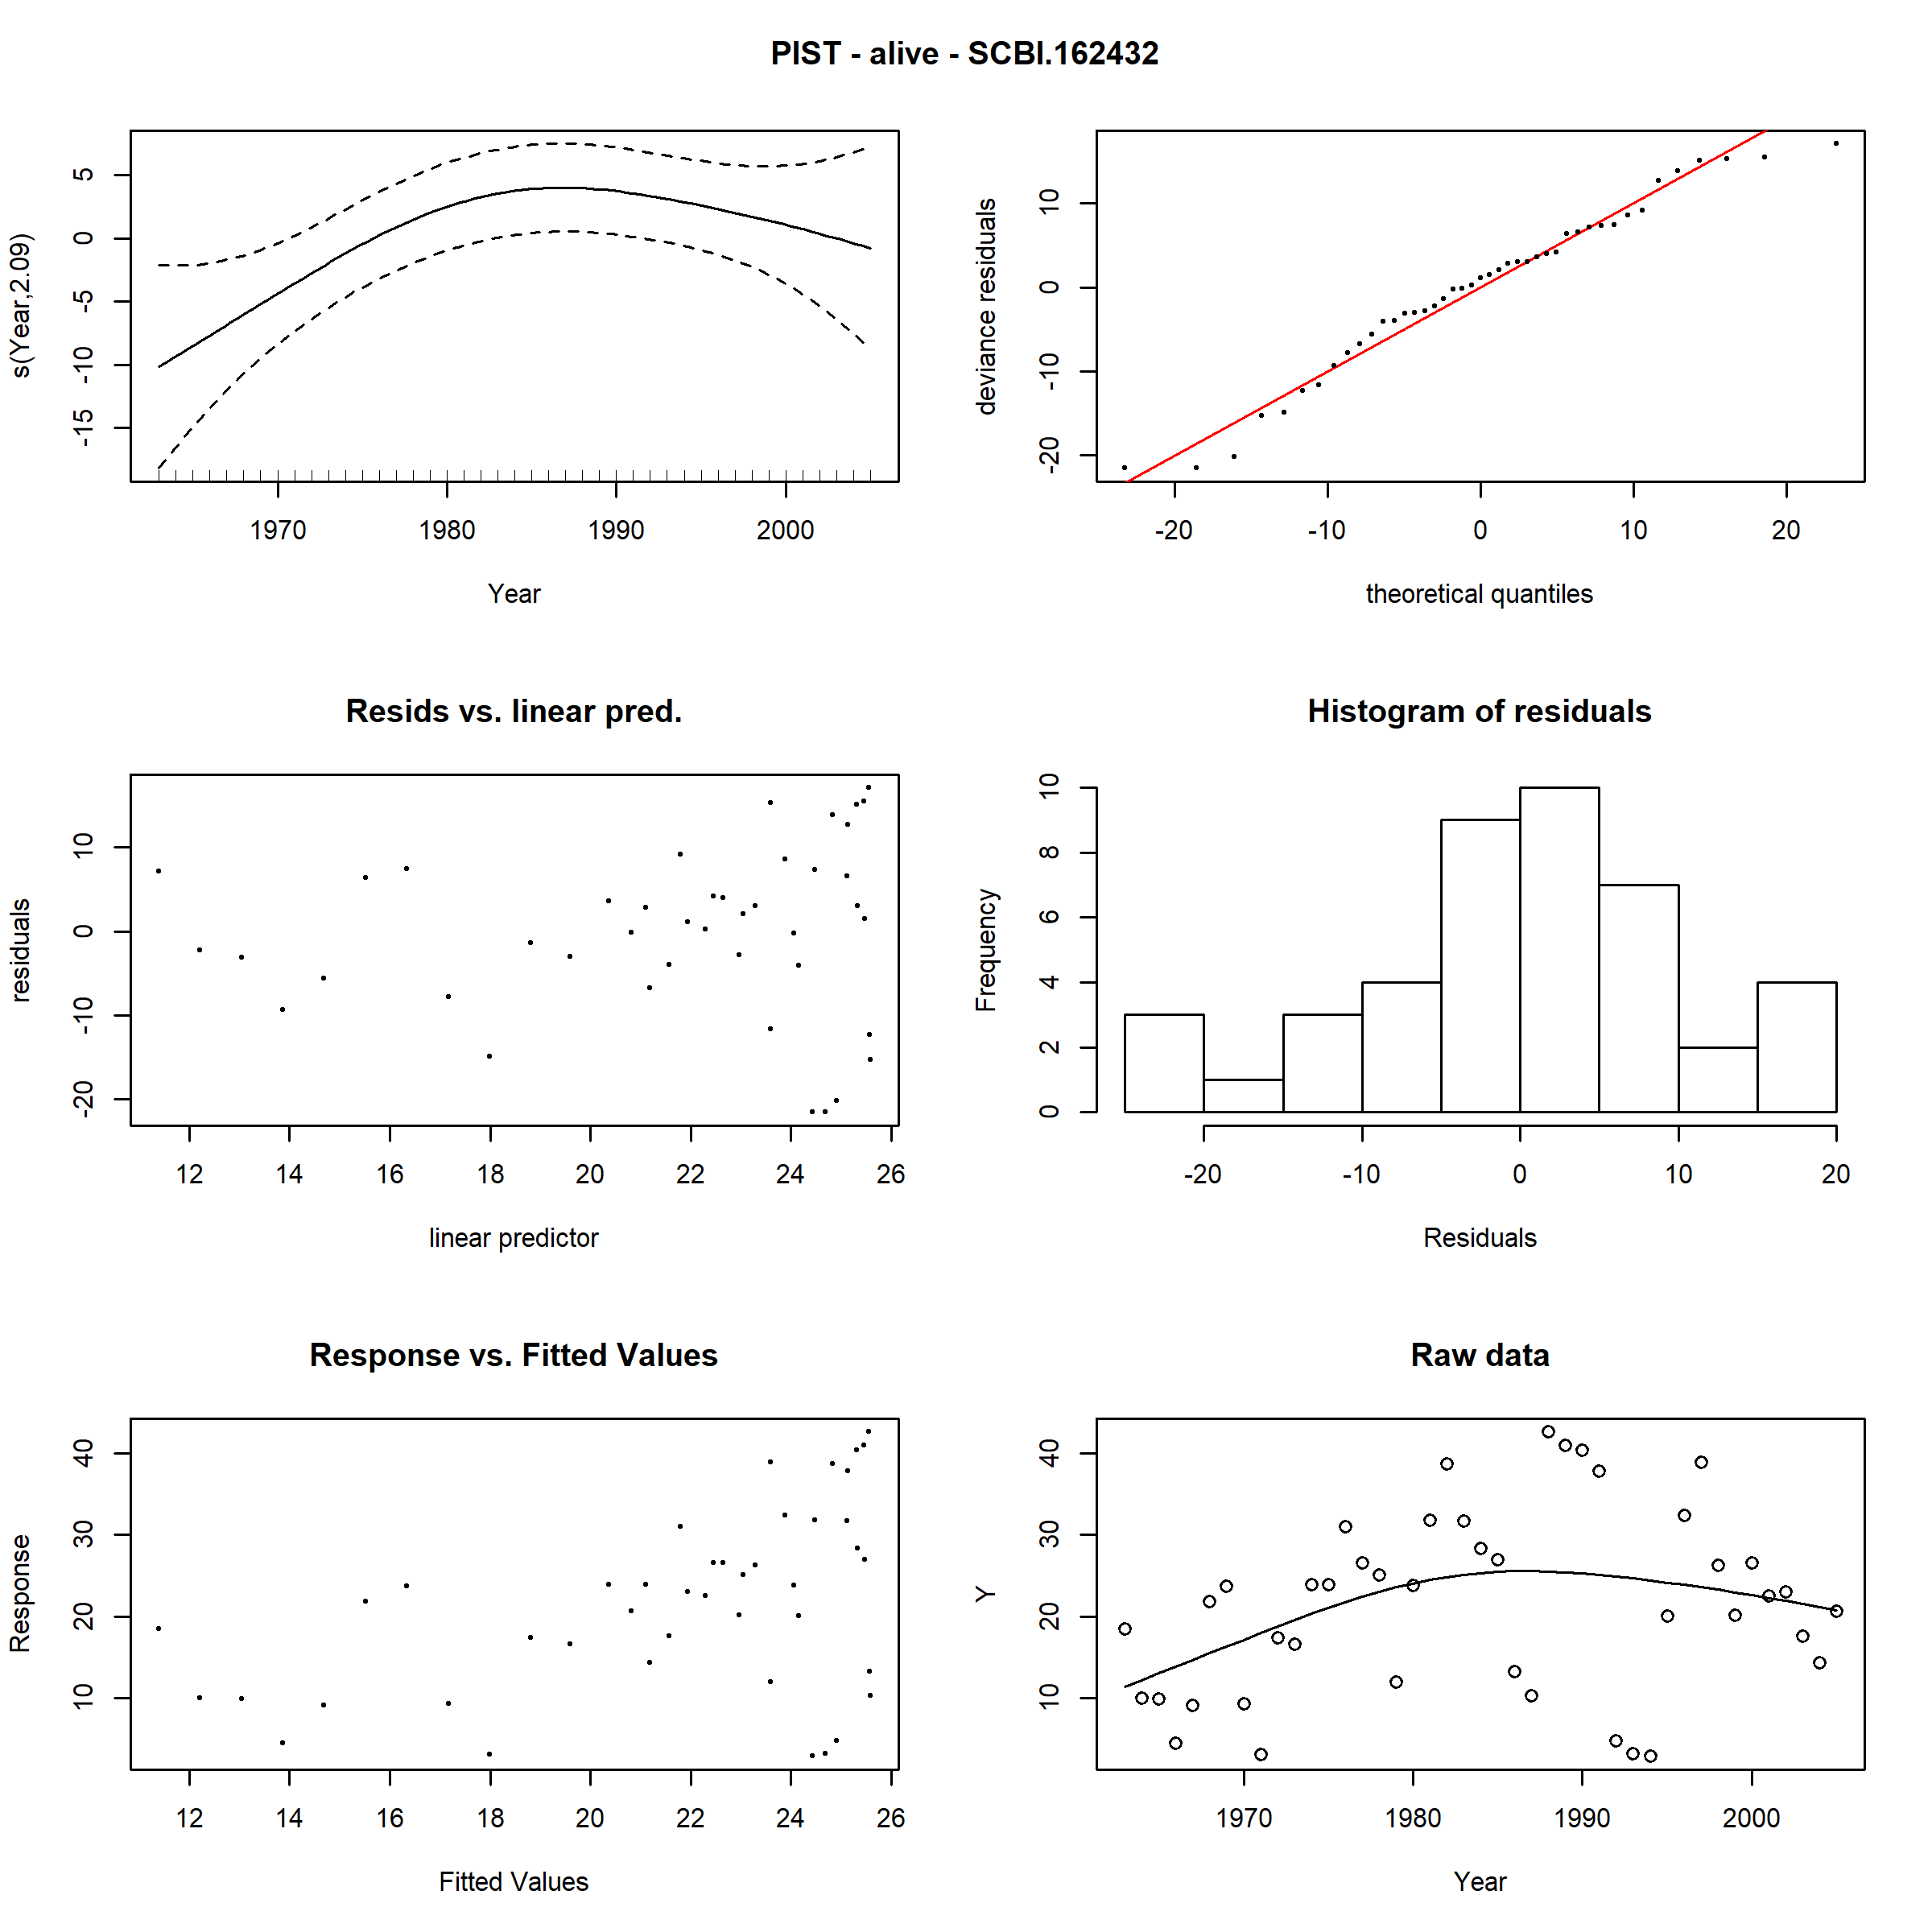 PIST - alive - SCBI.162432
s(Year,2.09)
5
0
-5
-10
-15
1970 1980 1990 2000
Year
deviance residuals
10
0
-10
-20
-20 -10 0 10 20
theoretical quantiles
Resids vs. linear pred.
residuals
10
0
-10
-20
12 14 16 18 20 22 24 26
linear predictor
Histogram of residuals
Frequency
10
8
6
4
2
0
-20 -10 0 10 20
Residuals
Response vs. Fitted Values
Response
40
30
20
10
12 14 16 18 20 22 24 26
Fitted Values
Raw data
Y
40
30
20
10
1970 1980 1990 2000
Year